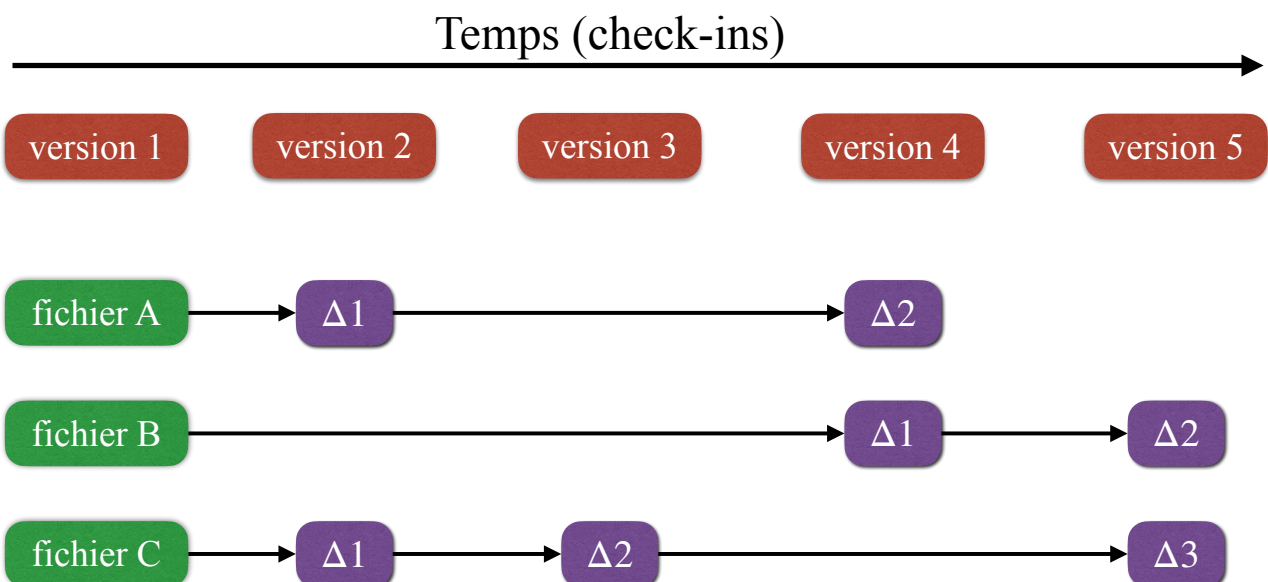 Temps (check-ins)
version 1 version 2 version 3 version 4 version 5
fichier A Δ1 Δ2
fichier B Δ1 Δ2
fichier C Δ1 Δ2 Δ3